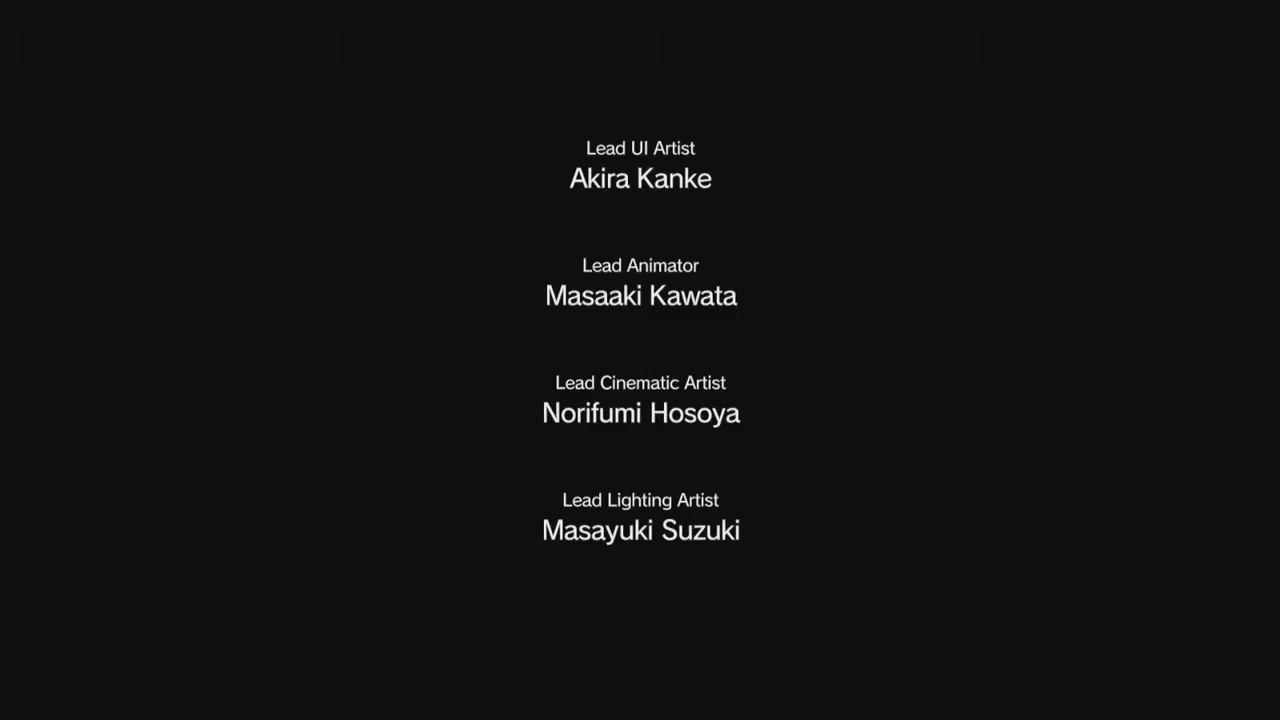 Lead UI Artist
Akira Kanke
Lead Animator
Masaaki Kawata
Lead Cinematic Artist
Norifumi Hosoya
Lead Lighting Artist
Masayuki Suzuki